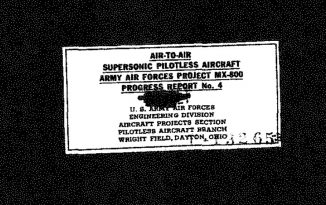 AIR-TO-AIR
SUPERSONIC PILOTLESS AIRCRAFT
ARMY AIR FORCES PROJECT MX-800
PROGRESS REPORT No. 4
U. S. ARMY AIR FORCES
ENGINEERING DIVISION
AIRCRAFT PROJECTS SECTION
PILOTLESS AIRCRAFT BRANCH
WRIGHT FIELD, DAYTON, OHIO